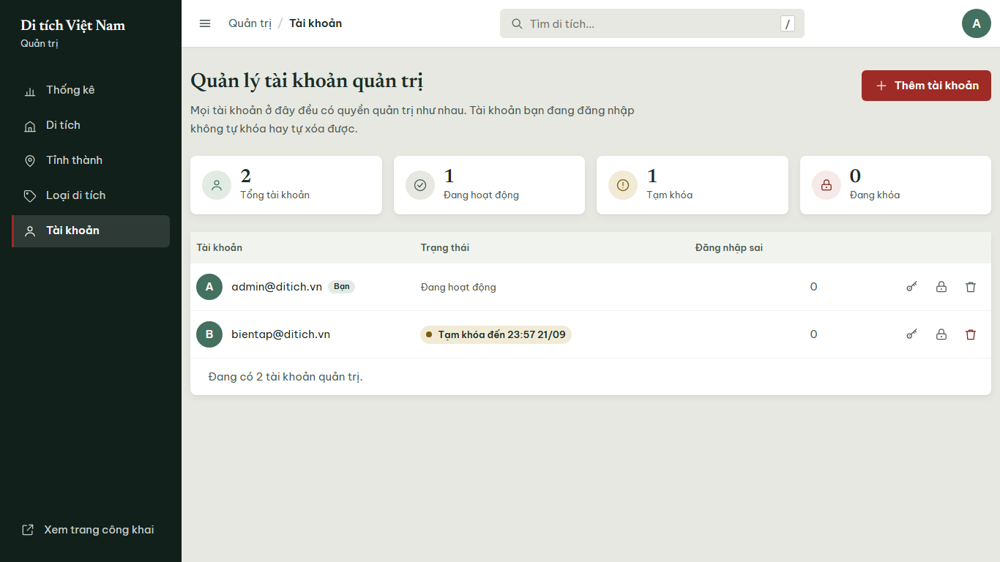 Di tích Việt Nam
Quản trị
Thống kê
Di tích
Tỉnh thành
Loại di tích
Tài khoản
Xem trang công khai
Quản trị / Tài khoản
Tìm di tích...
/
A
Quản lý tài khoản quản trị
Mọi tài khoản ở đây đều có quyền quản trị như nhau. Tài khoản bạn đang đăng nhập
không tự khóa hay tự xóa được.
Thêm tài khoản
2
Tổng tài khoản
1
Đang hoạt động
1
Tạm khóa
0
Đang khóa
Tài khoản Trạng thái Đăng nhập sai
A admin@ditich.vn Bạn Đang hoạt động 0
B bientap@ditich.vn Tạm khóa đến 23:57 21/09 0
Đang có 2 tài khoản quản trị.